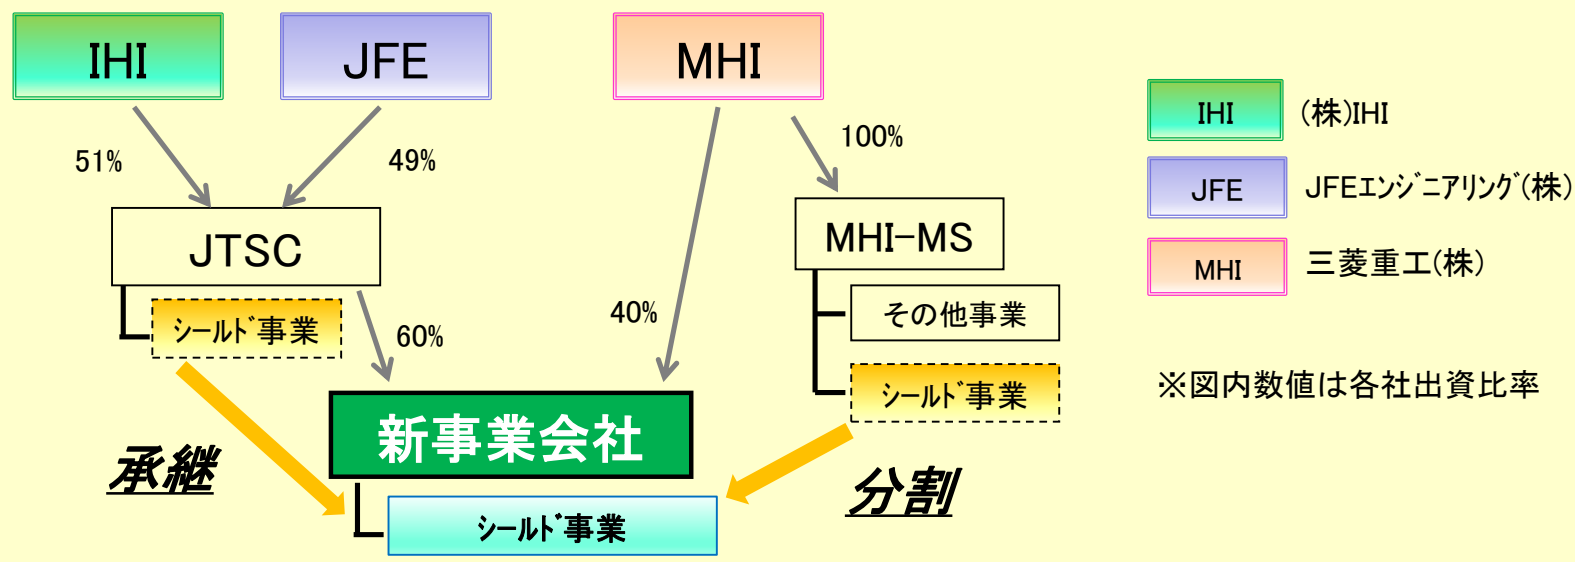 IHI
JFE
MHI
51%
49%
100%
JTSC
MHI-MS
シールド事業
60%
40%
その他事業
シールド事業
新事業会社
承継
分割
シールド事業
IHI
(株)IHI
JFE
JFEエンジニアリング(株)
MHI
三菱重工(株)
※図内数値は各社出資比率